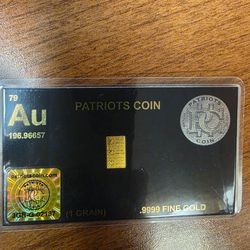 79
Au
196.96657
PATRIOTS COIN
PATRIOTS
COIN
(1 GRAIN)
.9999 FINE GOLD